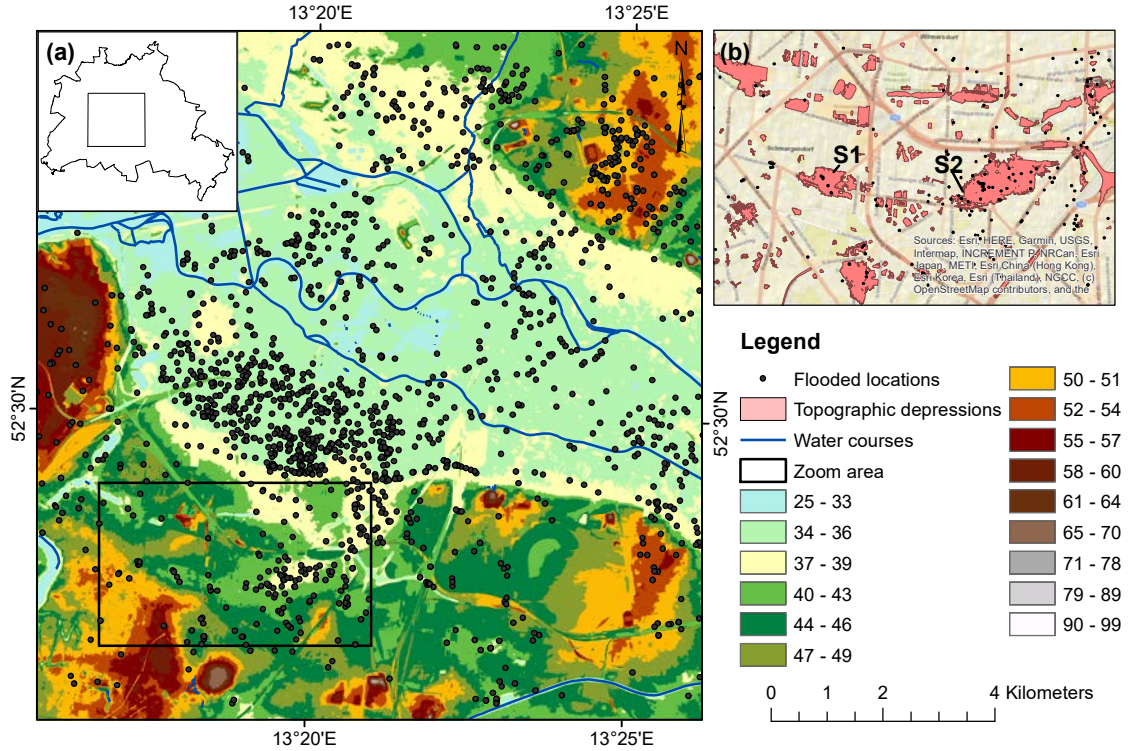 13°20'E
13°25'E
(a)
N
(b)
Wilmersdorf
Schmargendorf
S1
S2
Sources: Esri, HERE, Garmin, USGS,
Intermap, INCREMENT P, NRCan, Esri
Japan, METI, Esri China (Hong Kong),
Esri Korea, Esri (Thailand), NGCC, (c)
OpenStreetMap contributors, and the
52°30'N
52°30'N
13°20'E
13°25'E
Legend
Flooded locations
Topographic depressions
Water courses
Zoom area
25 - 33
34 - 36
37 - 39
40 - 43
44 - 46
47 - 49
50 - 51
52 - 54
55 - 57
58 - 60
61 - 64
65 - 70
71 - 78
79 - 89
90 - 99
0 1 2 4 Kilometers